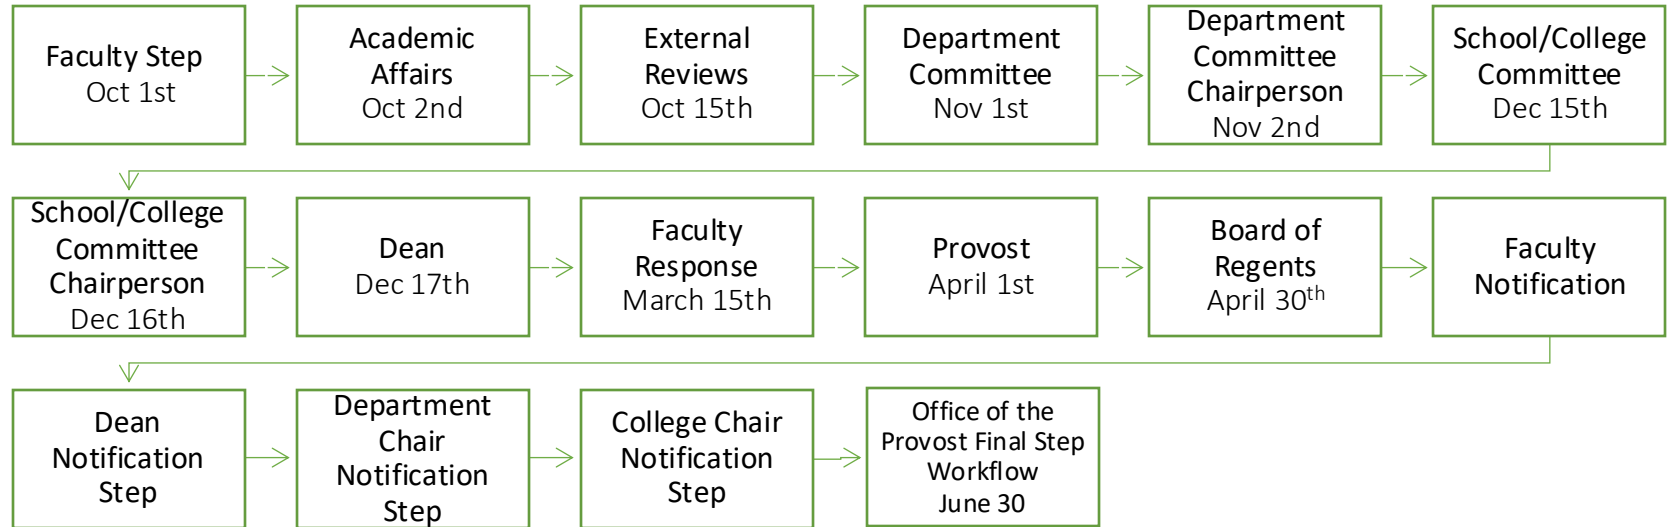 Faculty Step
Oct 1st
Academic
Affairs
Oct 2nd
External
Reviews
Oct 15th
Department
Committee
Nov 1st
Department
Committee
Chairperson
Nov 2nd
School/College
Committee
Dec 15th
School/College
Committee
Chairperson
Dec 16th
Dean
Dec 17th
Faculty
Response
March 15th
Provost
April 1st
Board of
Regents
April 30th
Faculty
Notification
Dean
Notification
Step
Department
Chair
Notification
Step
College Chair
Notification
Step
Office of the
Provost Final Step
Workflow
June 30